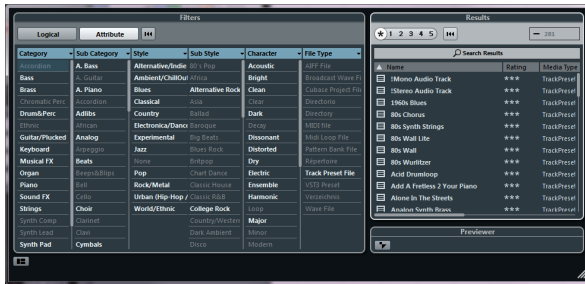 Filters
Logical Attribute
Category Sub Category Style Sub Style Character File Type
Accordion A. Bass Alternative/Indie 80's Pop Acoustic AIFF File
Bass A. Guitar Ambient/ChillOut Africa Bright Broadcast Wave Fi
Brass A. Piano Blues Alternative Rock Clean Cubase Project File
Chromatic Perc Accordion Classical Asia Clear Directorio
Drum&Perc Adlibs Country Ballad Dark Directory
Ethnic African Electronica/Dance Baroque Decay MIDI file
Guitar/Plucked Analog Experimental Big Beats Dissonant Midi Loop File
Keyboard Arpeggio Jazz Blues Rock Distorted Pattern Bank File
Musical FX Beats None Britpop Dry Répertoire
Organ Beeps&Blips Pop Chart Dance Electric Track Preset File
Piano Bell Rock/Metal Classic House Ensemble VST3 Preset
Sound FX Cello Urban (Hip-Hop / Classic R&B Harmonic Verzeichnis
Strings Choir World/Ethnic College Rock Loop Wave File
Synth Comp Clarinet Country/Western Major
Synth Lead Clavi Dark Ambient Minor
Synth Pad Cymbals Disco Modern
Results
* 1 2 3 4 5
381
Search Results
Name Rating Media Type
!Mono Audio Track *** TrackPreset
!Stereo Audio Track *** TrackPreset
1960s Blues *** TrackPreset
80s Chorus *** TrackPreset
80s Synth Strings *** TrackPreset
80s Wall Lite *** TrackPreset
80s Wall *** TrackPreset
80s Wurlitzer *** TrackPreset
Acid Drumloop *** TrackPreset
Add A Fretless 2 Your Piano *** TrackPreset
Alone In The Streets *** TrackPreset
Analog Synth Brass *** TrackPreset
Previewer